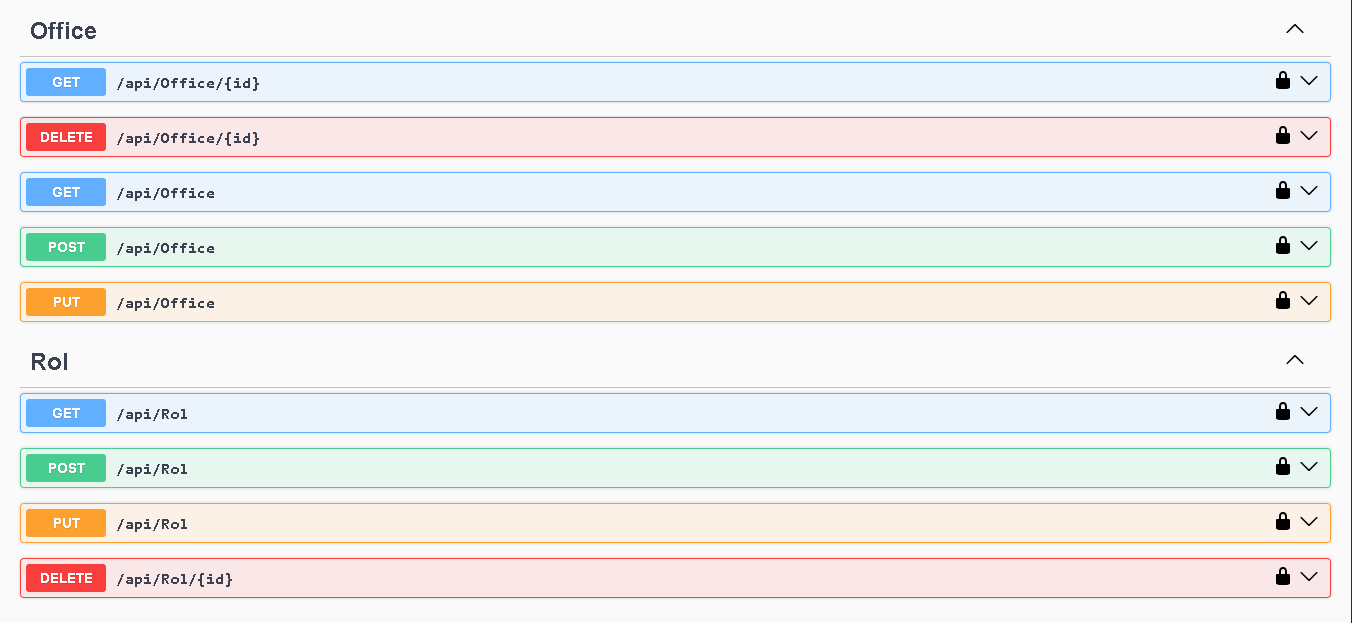 Office
GET /api/Office/{id}
DELETE /api/Office/{id}
GET /api/Office
POST /api/Office
PUT /api/Office
Rol
GET /api/Rol
POST /api/Rol
PUT /api/Rol
DELETE /api/Rol/{id}